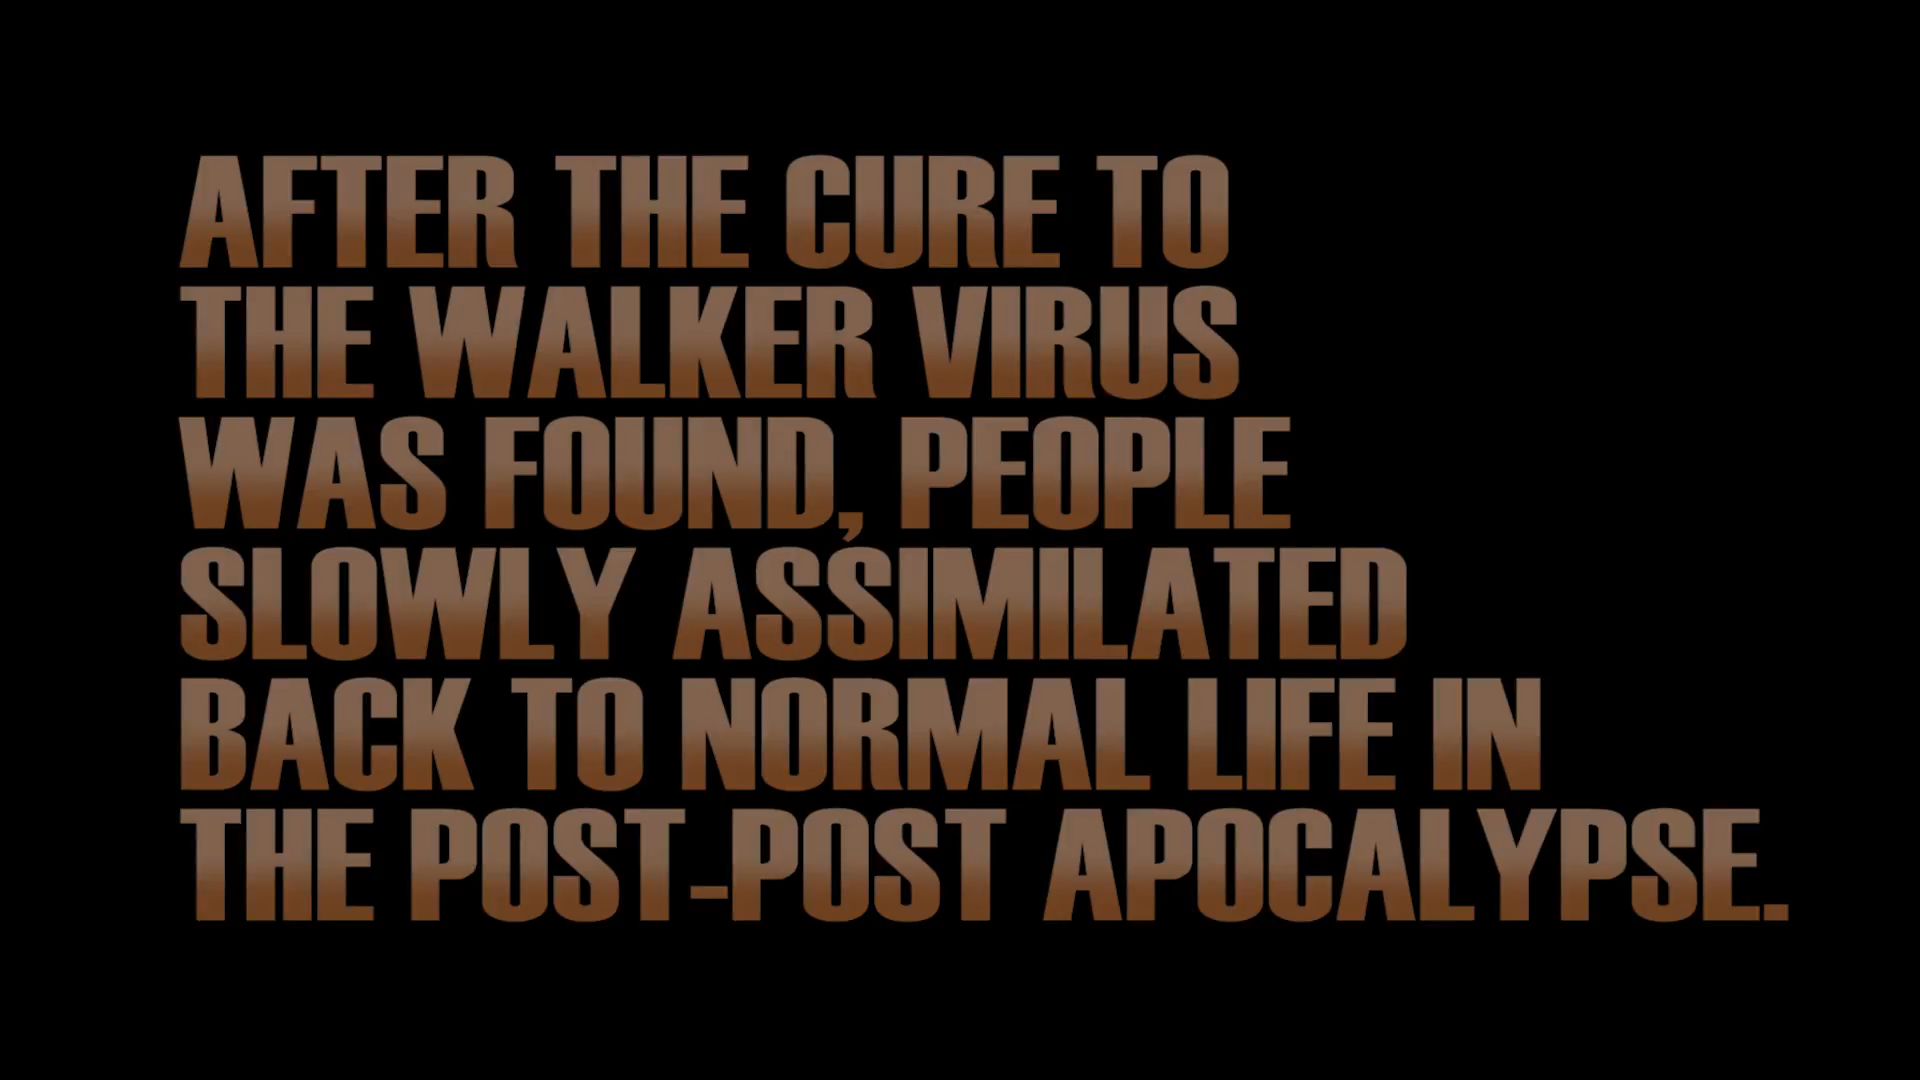 AFTER THE CURE TO
THE WALKER VIRUS
WAS FOUND, PEOPLE
SLOWLY ASSIMILATED
BACK TO NORMAL LIFE IN
THE POST-POST APOCALYPSE.